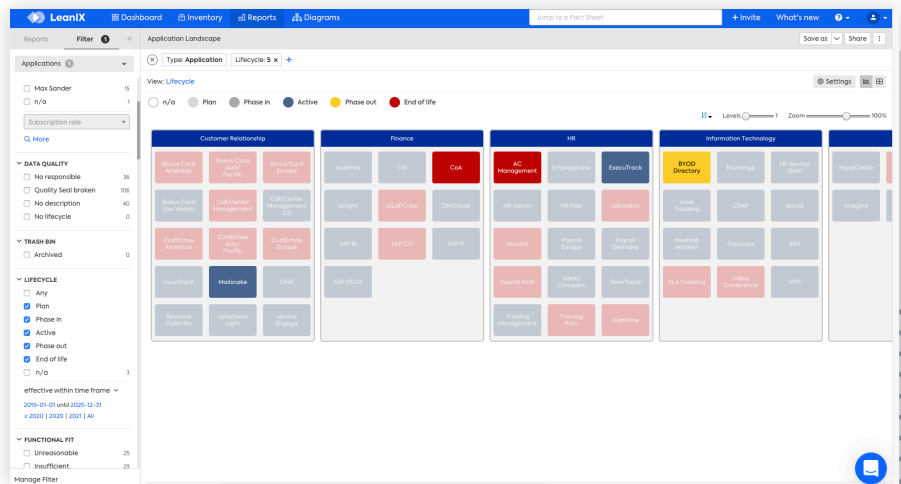 LeanIX
Dashboard
Inventory
Reports
Diagrams
Jump to a Fact Sheet
+ Invite
What's new
Reports
Filter 1
Application Landscape
Save as
Share
Applications 1
Type: Application
Lifecycle: 5 ×
+
Max Sander 15
n/a 1
Subscription role
More
View: Lifecycle
Settings
n/a
Plan
Phase in
Active
Phase out
End of life
Levels 1
Zoom 100%
DATA QUALITY
No responsible 36
Quality Seal broken 106
No description 40
No lifecycle 0
TRASH BIN
Archived 0
LIFECYCLE
Any
Plan
Phase in
Active
Phase out
End of life
n/a 3
effective within time frame
2019-01-01 until 2025-12-31
≥ 2020 | 2020 | 2021 | All
FUNCTIONAL FIT
Unreasonable 25
Insufficient 29
Manage Filter
Customer Relationship
Bonus Card Americas
Bonus Card Asia/ Pacific
Bonus Card Europe
Bonus Card Use Watch
Call Center Management
Call Center Management 2.0
CustEchoe Americas
CustEchoe Asia/ Pacific
CustEchoe Europe
IssueTrack
Mailsnake
OMS
Revenue Collector
salesforce Light
service Engage
Finance
CIS
CoA
Insight
OLAPCube
QMCheck
SAP BI
SAP CO
SAP FI
SAP FSCM
HR
AC Management
EmpAppraise
ExecuTrack
HR Admin
HR Plan
Jobwatch
Mensha
Payroll Europe
Payroll Germany
Payroll RoW
Salary Compact
Time Track
Training Management
Training Plan
WebTime
Information Technology
BYOD Directory
Exchange
HP Service Desk
Issue Tracking
LDAP
leanIX
meshlab Intranet
Odysseus
RIM
SLA Tracking
Video Conference
VPN
HypeCollab
Imagine